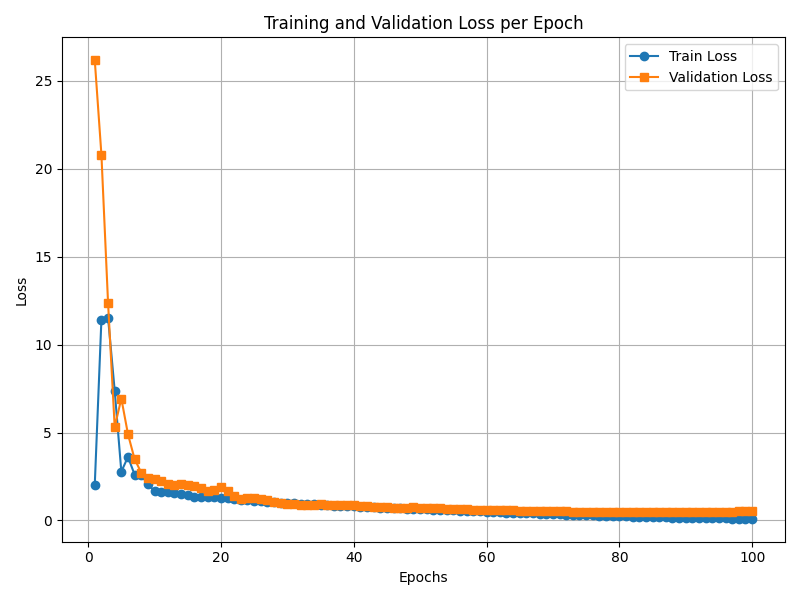 Training and Validation Loss per Epoch
Train Loss
Validation Loss
25
20
15
10
5
0
Loss
0 20 40 60 80 100
Epochs